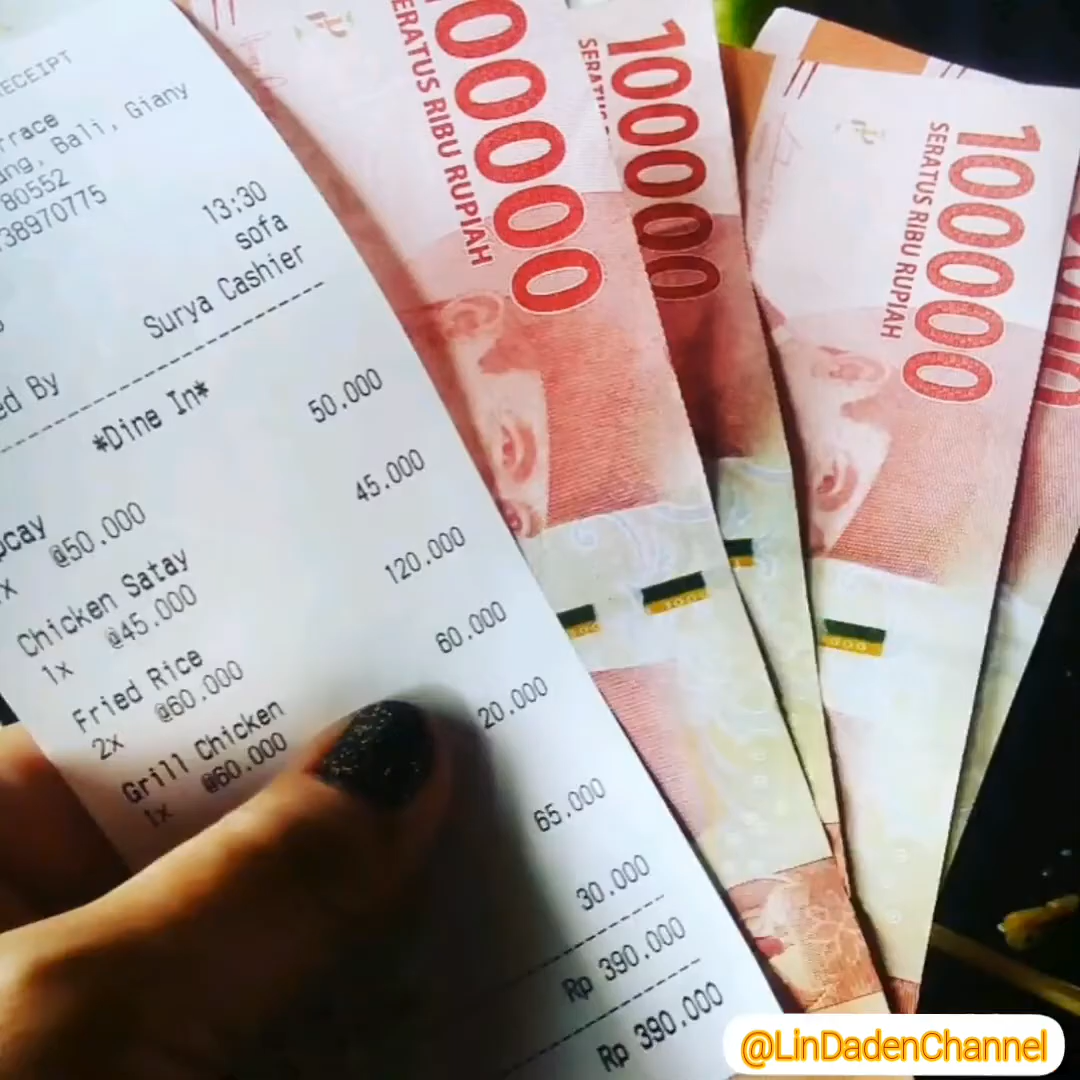 RECEIPT
rrace
ang, Bali, Giany
80552
38970775
13:30
sofa
ed By Surya Cashier
*Dine In*
pcay 50.000
1x @50.000
Chicken Satay 45.000
1x @45.000
Fried Rice 120.000
2x @60.000
Grill Chicken 60.000
1x @60.000
20.000
65.000
30.000
Rp 390.000
Rp 390.000
100000
SERATUS RIBU RUPIAH
100000
SERATUS
100000
SERATUS RIBU RUPIAH
@LinDadenChannel